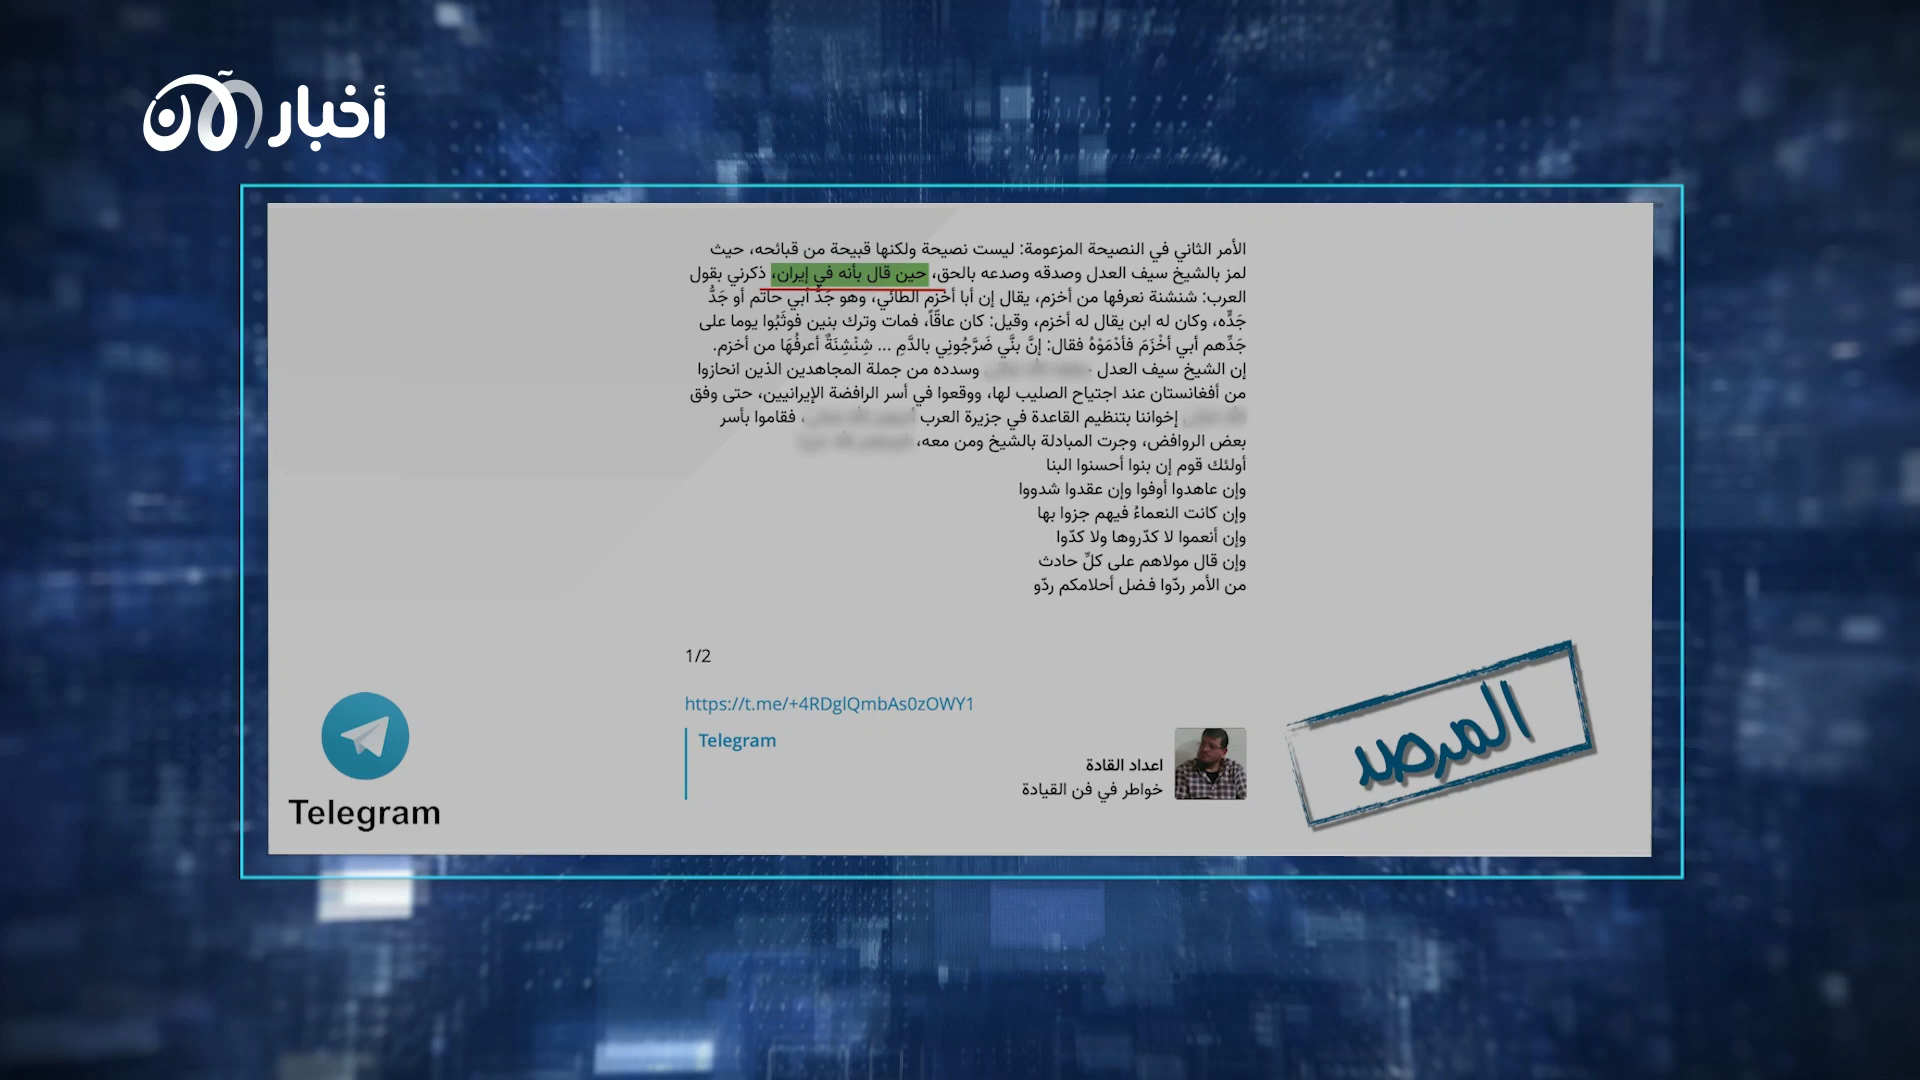 أخبار الآن
الأمر الثاني في النصيحة المزعومة: ليست نصيحة ولكنها قبيحة من قبائحه، حيث
لمز بالشيخ سيف العدل وصدقه وصدعه بالحق، حين قال بأنه في إيران، ذكرني بقول
العرب: شنشنة نعرفها من أخزم، يقال إن أبا أخزم الطائي، وهو جَدُّ أبي حاتم أو جَدُّ
جَدِّه، وكان له ابن يقال له أخزم، وقيل: كان عاقّاً، فمات وترك بنين فوثَبُوا يوما على
جَدِّهم أبي أخْزَمَ فأدْمَوْهُ فقال: إنَّ بنَّي ضَرَّجُونِي بالدَّمِ ... شِنْشِنَةٌ أعرفُهَا من أخزم.
إن الشيخ سيف العدل وسدده من جملة المجاهدين الذين انحازوا
من أفغانستان عند اجتياح الصليب لها، ووقعوا في أسر الرافضة الإيرانيين، حتى وفق
إخواننا بتنظيم القاعدة في جزيرة العرب ، فقاموا بأسر
بعض الروافض، وجرت المبادلة بالشيخ ومن معه،
أولئك قوم إن بنوا أحسنوا البنا
وإن عاهدوا أوفوا وإن عقدوا شدووا
وإن كانت النعماءُ فيهم جزوا بها
وإن أنعموا لا كدّروها ولا كدّوا
وإن قال مولاهم على كلِّ حادث
من الأمر ردّوا فضل أحلامكم ردّو
1/2
https://t.me/+4RDglQmbAs0zOWY1
Telegram
اعداد القادة
خواطر في فن القيادة
Telegram
المرصد